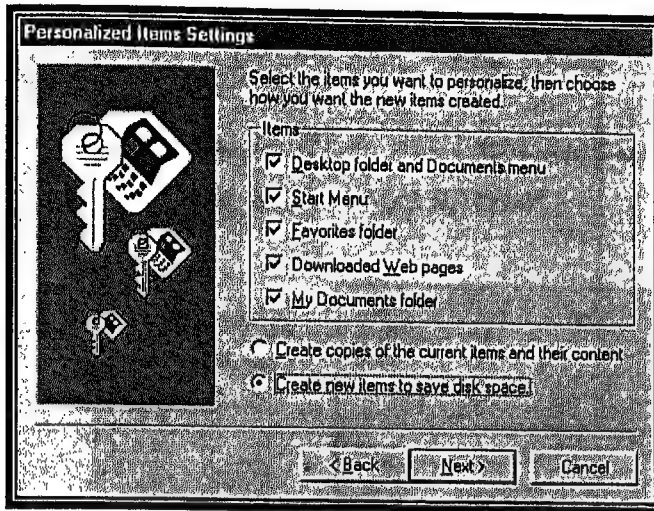 Personalized Items Settings
Select the items you want to personalize, then choose
how you want the new items created.
Items
Desktop folder and Documents menu
Start Menu
Favorites folder
Downloaded Web pages
My Documents folder
Create copies of the current items and their content
Create new items to save disk space
< Back
Next >
Cancel